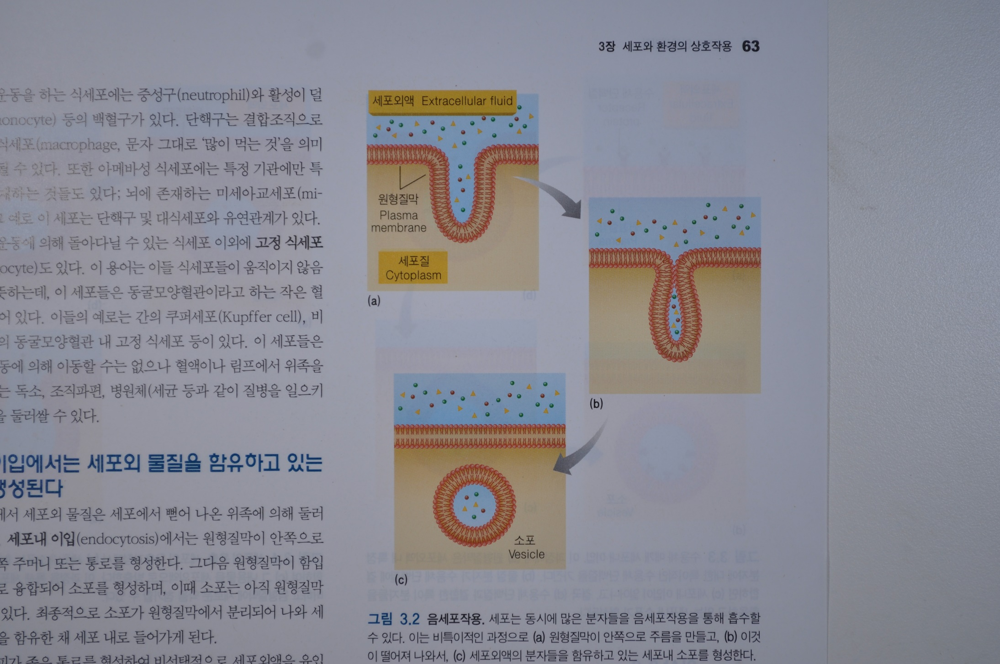 3장 세포와 환경의 상호작용 63
운동을 하는 식세포에는 중성구(neutrophil)와 활성이 덜
등의 백혈구가 있다. 단핵구는 결합조직으로
식세포(macrophage, 문자 그대로 ‘많이 먹는 것’을 의미
될 수 있다. 또한 아메바성 식세포에는 특정 기관에만 특
것들도 있다; 뇌에 존재하는 미세아교세포(mi-
예로 이 세포는 단핵구 및 대식세포와 유연관계가 있다.
운동에 의해 돌아다닐 수 있는 식세포 이외에 고정 식세포
ocyte)도 있다. 이 용어는 이들 식세포들이 움직이지 않음
뜻하는데, 이 세포들은 동굴모양혈관이라고 하는 작은 혈
어 있다. 이들의 예로는 간의 쿠퍼세포(Kupffer cell), 비
의 동굴모양혈관 내 고정 식세포 등이 있다. 이 세포들은
동에 의해 이동할 수는 없으나 혈액이나 림프에서 위족을
는 독소, 조직파편, 병원체(세균 등과 같이 질병을 일으키
을 둘러쌀 수 있다.
이입에서는 세포외 물질을 함유하고 있는
생성된다
에서 세포외 물질은 세포에서 뻗어 나온 위족에 의해 둘러
세포내 이입(endocytosis)에서는 원형질막이 안쪽으로
쪽 주머니 또는 통로를 형성한다. 그다음 원형질막이 함입
로 융합되어 소포를 형성하며, 이때 소포는 아직 원형질막
있다. 최종적으로 소포가 원형질막에서 분리되어 나와 세
을 함유한 채 세포 내로 들어가게 된다.
좁은 통로를 형성하여 비선택적으로 세포외액을 유입
세포외액 Extracellular fluid
원형질막
Plasma
membrane
세포질
Cytoplasm
(a)
(b)
소포
Vesicle
(c)
그림 3.2 음세포작용. 세포는 동시에 많은 분자들을 음세포작용을 통해 흡수할
수 있다. 이는 비특이적인 과정으로 (a) 원형질막이 안쪽으로 주름을 만들고, (b) 이것
이 떨어져 나와서, (c) 세포외액의 분자들을 함유하고 있는 세포내 소포를 형성한다.